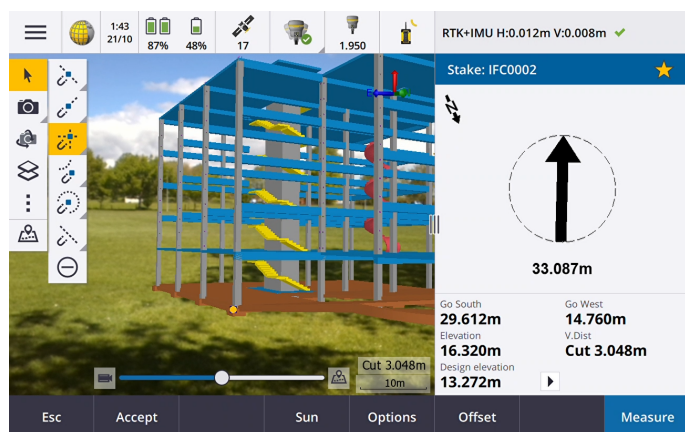 1:43
21/10
87%
48%
17
1.950
RTK+IMU H:0.012m V:0.008m
Stake: IFC0002
N
E
33.087m
Go South
Go West
29.612m
14.760m
Elevation
V.Dist
16.320m
Cut 3.048m
Design elevation
13.272m
Cut 3.048m
10m
Esc
Accept
Sun
Options
Offset
Measure